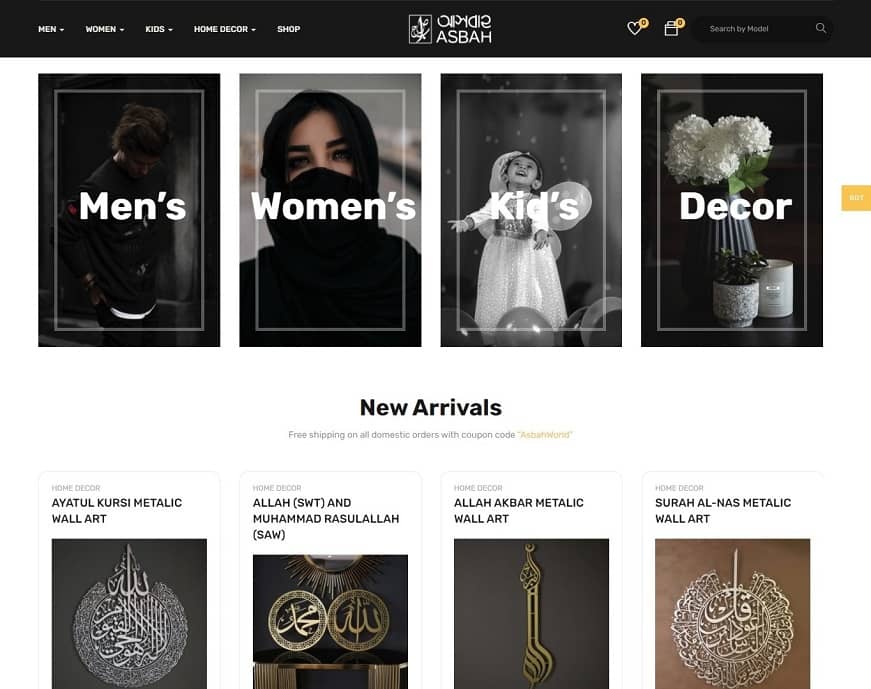 MEN
WOMEN
KIDS
HOME DECOR
SHOP
ASBAH
0
0
Search by Model
Men’s
Women’s
Kid’s
Decor
New Arrivals
Free shipping on all domestic orders with coupon code "AsbahWorld"
HOME DECOR
AYATUL KURSI METALIC
WALL ART
HOME DECOR
ALLAH (SWT) AND
MUHAMMAD RASULALLAH
(SAW)
HOME DECOR
ALLAH AKBAR METALIC
WALL ART
HOME DECOR
SURAH AL-NAS METALIC
WALL ART
محمد
الله